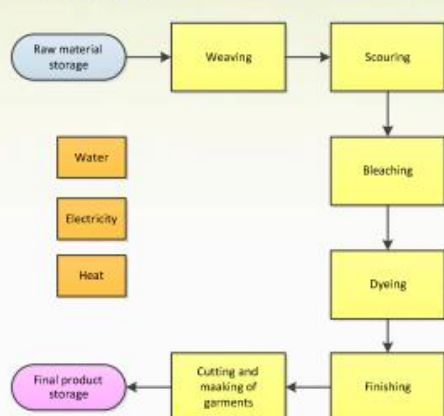 Raw material
storage
Weaving
Scouring
Water
Bleaching
Electricity
Heat
Dyeing
Final product
storage
Cutting and
maaking of
garments
Finishing